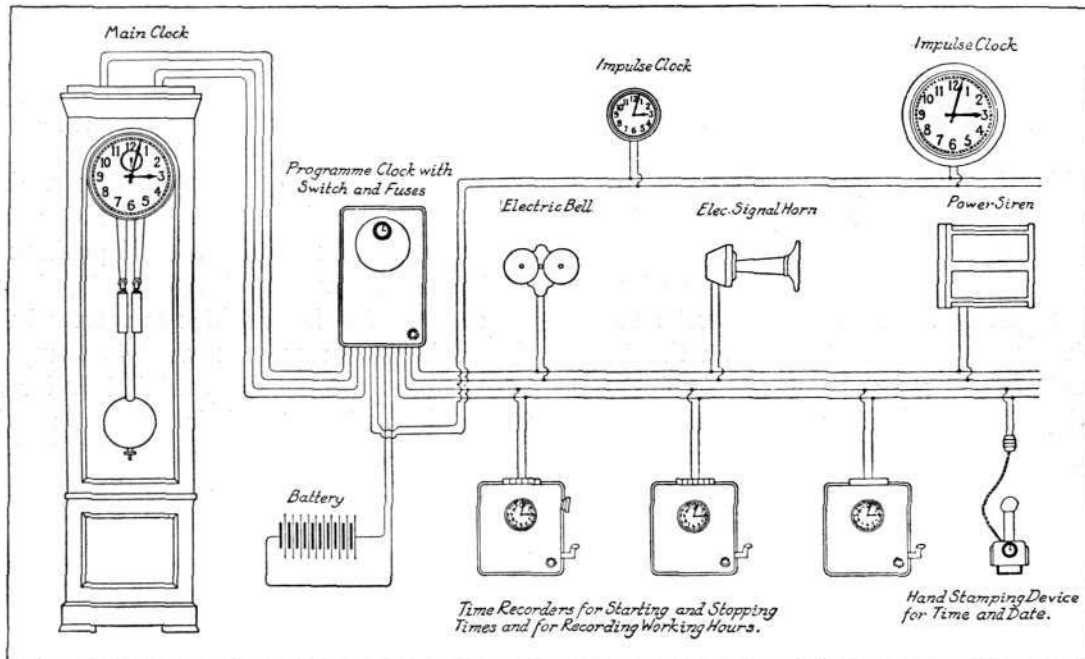 Main Clock
Impulse Clock
Impulse Clock
Programme Clock with
Switch and Fuses
Electric Bell
Elec. Signal Horn
Power Siren
Battery
Time Recorders for Starting and Stopping
Times and for Recording Working Hours.
Hand Stamping Device
for Time and Date.